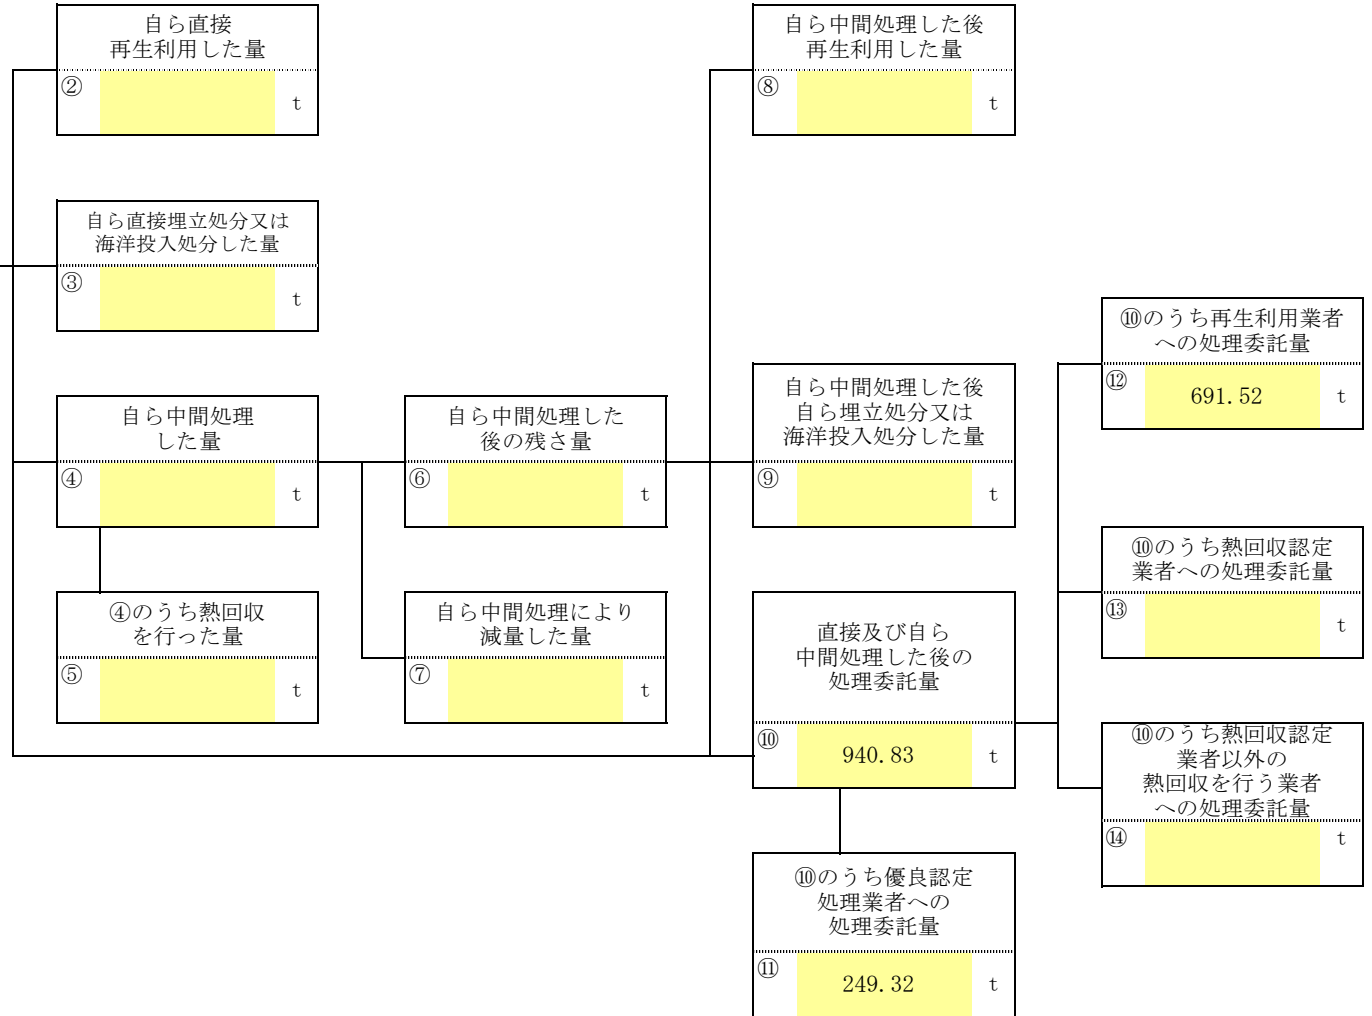 自ら直接
再生利用した量
②
t
自ら中間処理した後
再生利用した量
⑧
t
自ら直接埋立処分又は
海洋投入処分した量
③
t
⑩のうち再生利用業者
への処理委託量
⑫
691.52
t
自ら中間処理
した量
④
t
自ら中間処理した
後の残さ量
⑥
t
自ら中間処理した後
自ら埋立処分又は
海洋投入処分した量
⑨
t
⑩のうち熱回収認定
業者への処理委託量
⑬
t
④のうち熱回収
を行った量
⑤
t
自ら中間処理により
減量した量
⑦
t
直接及び自ら
中間処理した後の
処理委託量
⑩
940.83
t
⑩のうち熱回収認定
業者以外の
熱回収を行う業者
への処理委託量
⑭
t
⑩のうち優良認定
処理業者への
処理委託量
⑪
249.32
t